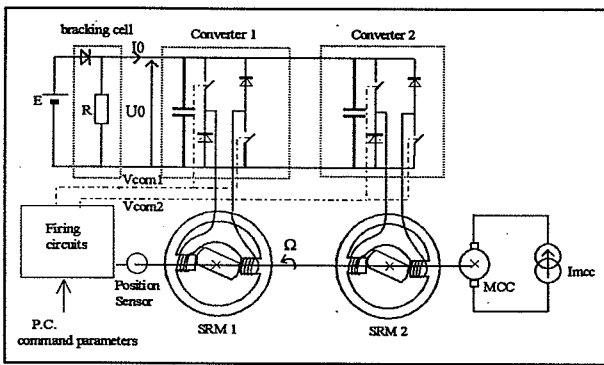 bracking cell
Converter 1
Converter 2
I0
E
R
U0
Vcom1
Vcom2
Firing
circuits
Ω
Position
Sensor
MCC
Imcc
P.C.
command parameters
SRM 1
SRM 2